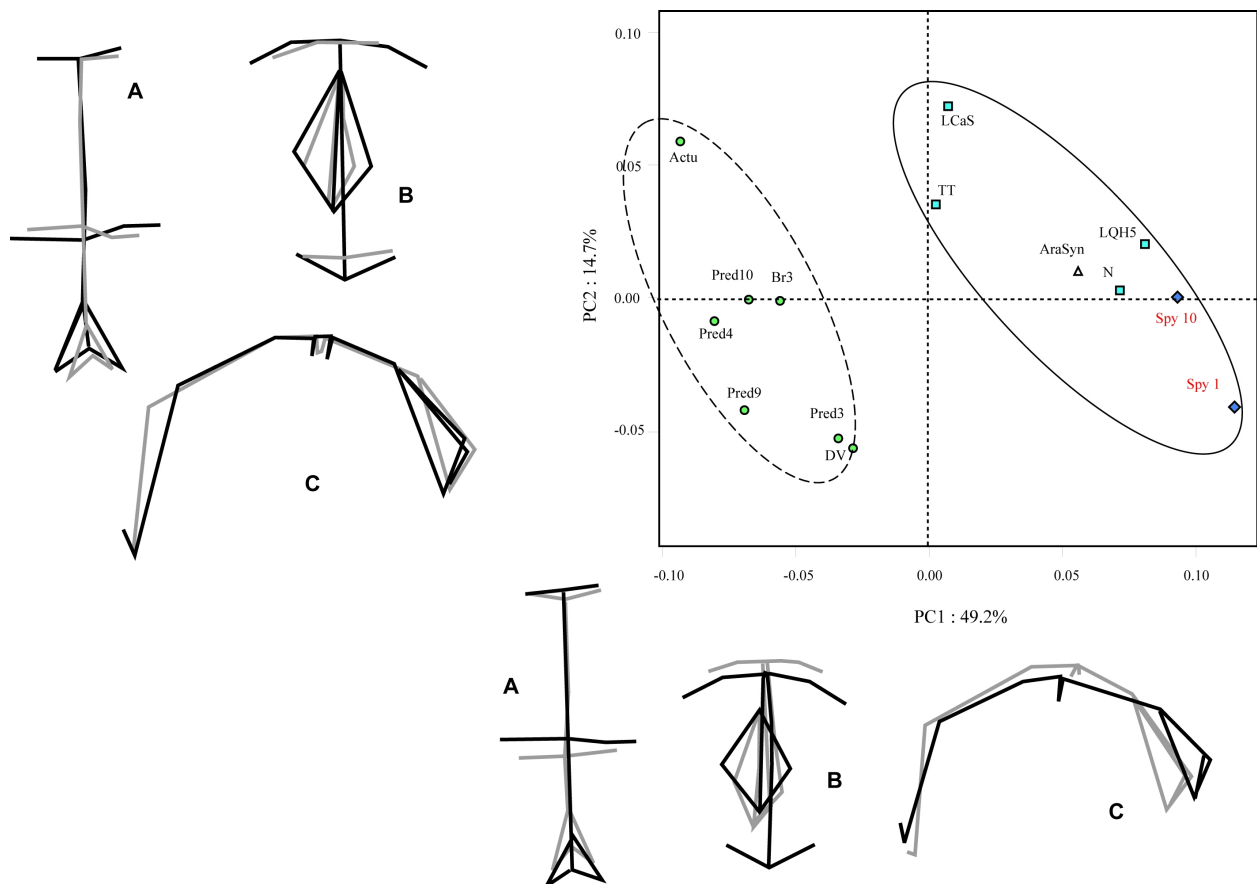 A
B
C
0.10
0.05
0.00
-0.05
PC2 : 14.7%
LCaS
Actu
TT
LQH5
AraSyn
N
Pred10
Br3
Spy 10
Pred4
Spy 1
Pred9
Pred3
DV
-0.10
-0.05
0.00
0.05
0.10
PC1 : 49.2%
A
B
C